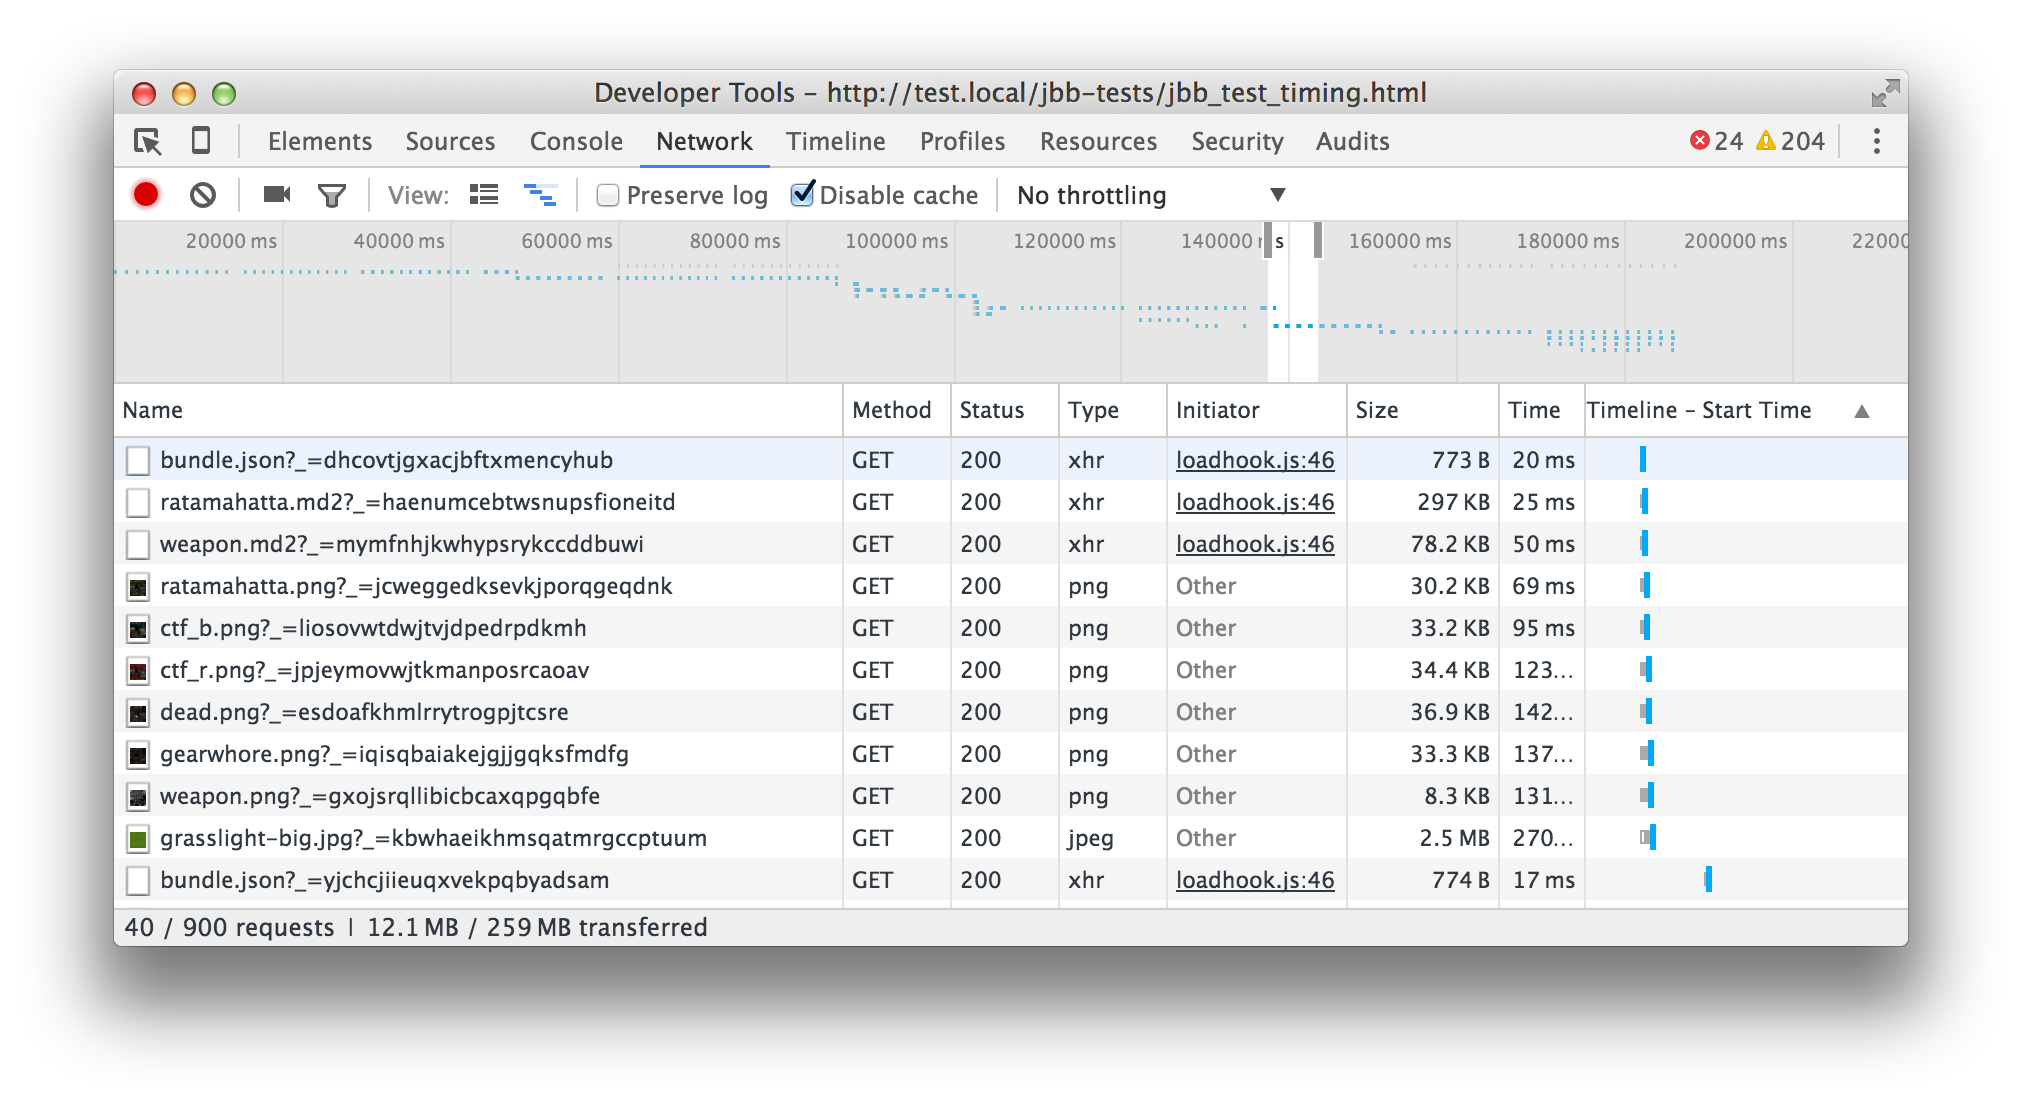 Developer Tools - http://test.local/jbb-tests/jbb_test_timing.html
Elements Sources Console Network Timeline Profiles Resources Security Audits 24 204
View: Preserve log Disable cache No throttling
20000 ms 40000 ms 60000 ms 80000 ms 100000 ms 120000 ms 140000 s 160000 ms 180000 ms 200000 ms 22000
Name Method Status Type Initiator Size Time Timeline – Start Time
bundle.json?_=dhcovtjgxacjbftxmencyhub GET 200 xhr loadhook.js:46 773 B 20 ms
ratamahatta.md2?_=haenumcebtwsnupsfioneitd GET 200 xhr loadhook.js:46 297 KB 25 ms
weapon.md2?_=mymfnhjkwhypsrykccddbuwi GET 200 xhr loadhook.js:46 78.2 KB 50 ms
ratamahatta.png?_=jcweggedksevkjporqgeqdnk GET 200 png Other 30.2 KB 69 ms
ctf_b.png?_=liosovwtdwjtvjdpedrpdkmh GET 200 png Other 33.2 KB 95 ms
ctf_r.png?_=jpjeymovwjtkmanposrcaoav GET 200 png Other 34.4 KB 123...
dead.png?_=esdoafkhmlrrytrogpjtcsre GET 200 png Other 36.9 KB 142...
gearwhore.png?_=iqisqbaiakejgjjgqksfmdfg GET 200 png Other 33.3 KB 137...
weapon.png?_=gxojsrqllibicbcaxqpgqbfe GET 200 png Other 8.3 KB 131...
grasslight-big.jpg?_=kbwhaeikhmsqatmrgccptuum GET 200 jpeg Other 2.5 MB 270...
bundle.json?_=yjchcjiieuqxvekpqbyadsam GET 200 xhr loadhook.js:46 774 B 17 ms
40 / 900 requests | 12.1 MB / 259 MB transferred